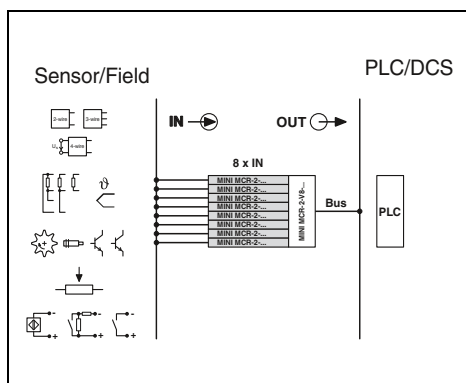 Sensor/Field
PLC/DCS
IN
OUT
2-wire
3-wire
4-wire
8 x IN
MINI MCR-2-...
MINI MCR-2-...
MINI MCR-2-...
MINI MCR-2-...
MINI MCR-2-...
MINI MCR-2-...
MINI MCR-2-...
MINI MCR-2-...
MINI MCR-2-V8-...
Bus
PLC
ϑ
- 
+
-
+
-
+